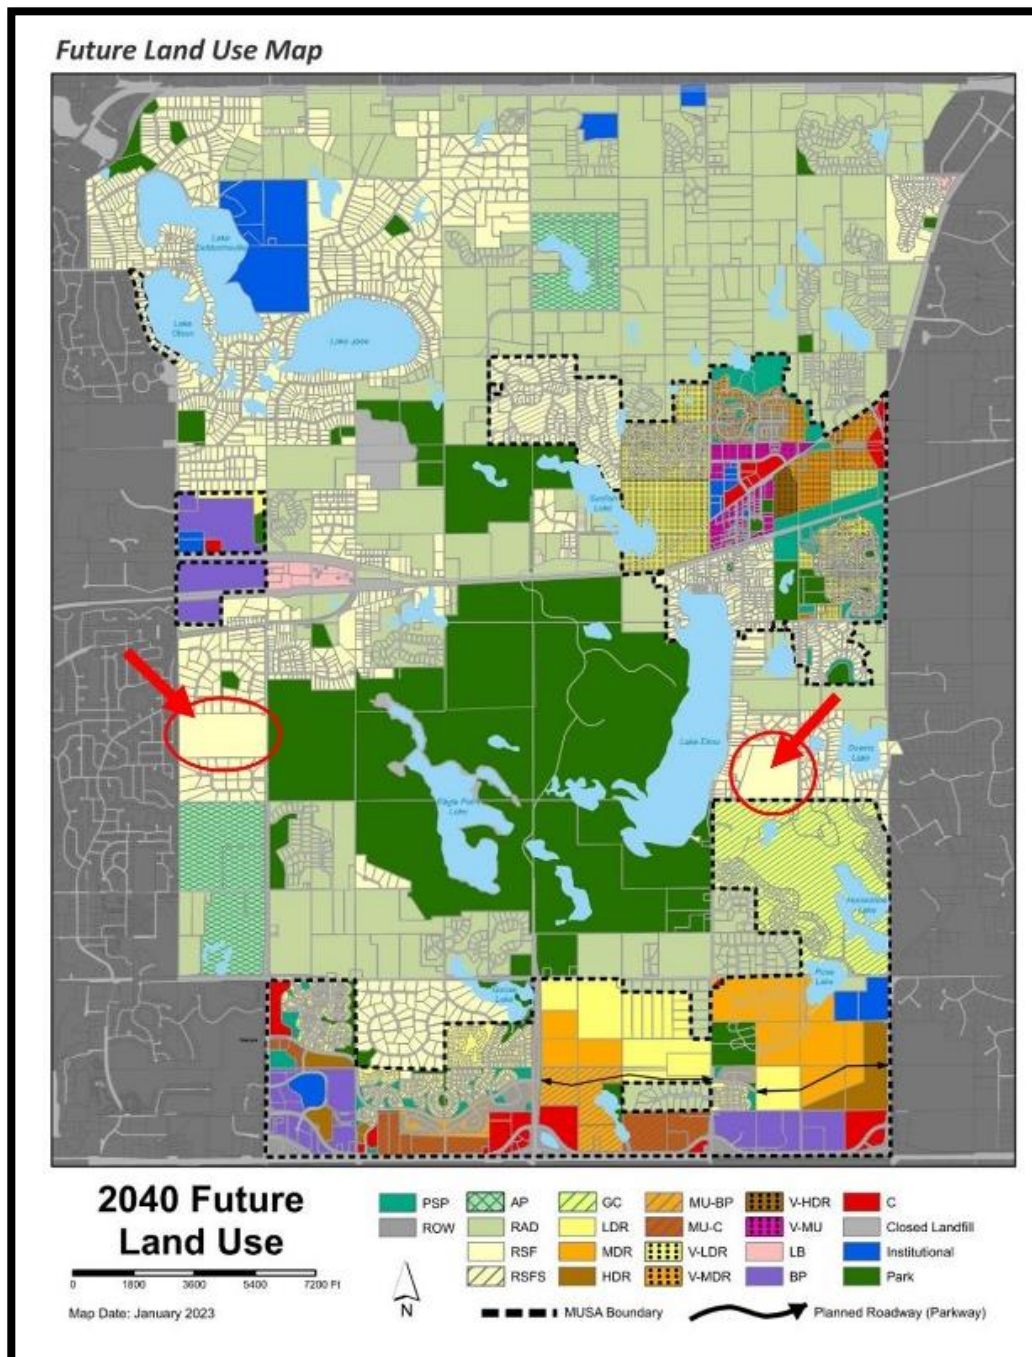 Future Land Use Map
Lake
Demontreville
Lake
Olson
Lake Jane
Sunfish
Lake
Lake Elmo
Downs
Lake
Eagle Point
Lake
Horseshoe
Lake
Goose
Lake
Rose
Lake
2040 Future
Land Use
0 1800 3600 5400 7200 Ft
Map Date: January 2023
N
PSP AP GC MU-BP V-HDR C
ROW RAD LDR MU-C V-MU Closed Landfill
RSF MDR V-LDR LB Institutional
RSFS HDR V-MDR BP Park
MUSA Boundary Planned Roadway (Parkway)